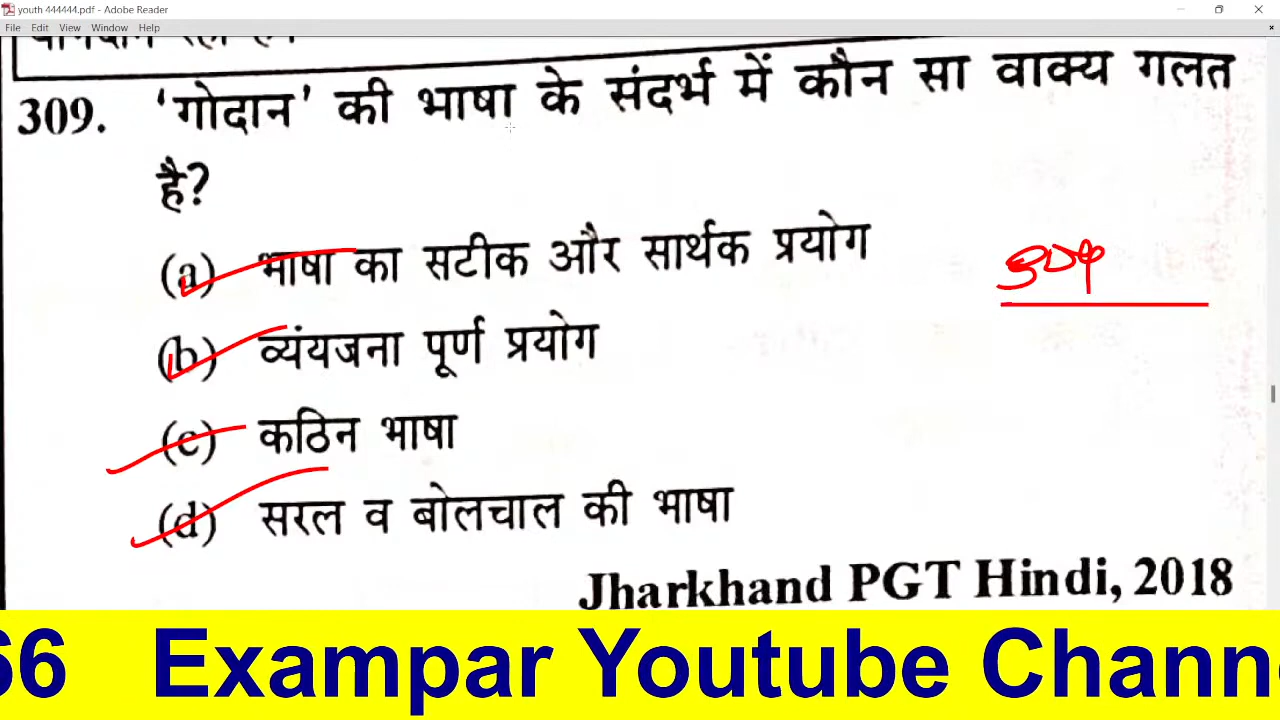 youth 444444.pdf - Adobe Reader
File Edit View Window Help
309. 'गोदान' की भाषा के संदर्भ में कौन सा वाक्य गलत
है?
(a) भाषा का सटीक और सार्थक प्रयोग
(b) व्यंयजना पूर्ण प्रयोग
(c) कठिन भाषा
(d) सरल व बोलचाल की भाषा
Jharkhand PGT Hindi, 2018
66 Exampar Youtube Chann